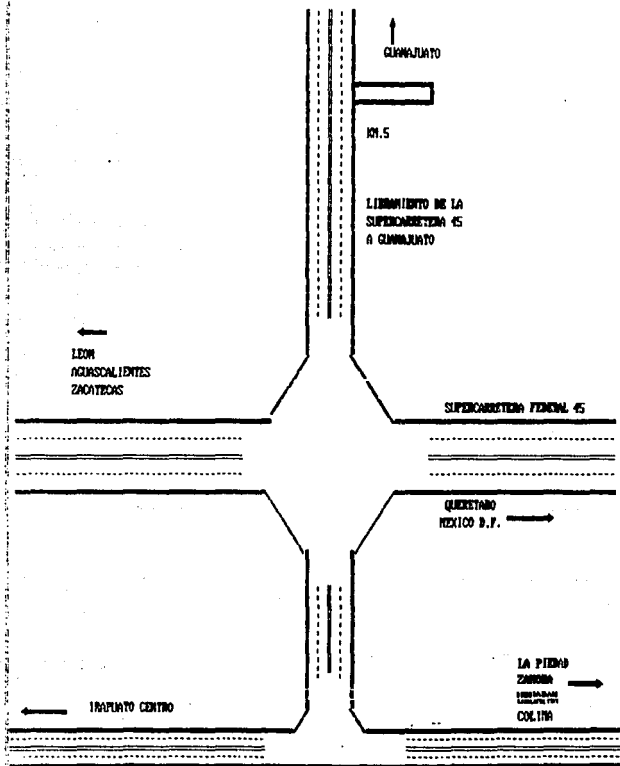 GUANAJUATO
KM.5
LIBRAMIENTO DE LA
SUPERCARRETERA 45
A GUANAJUATO
LEON
AGUASCALIENTES
ZACATECAS
SUPERCARRETERA FEDERAL 45
QUERETARO
MEXICO D.F.
LA PIEDAD
ZAMORA
COLIMA
IRAPUATO CENTRO